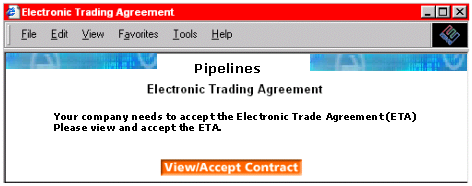 Electronic Trading Agreement
File Edit View Favorites Tools Help
Pipelines
Electronic Trading Agreement
Your company needs to accept the Electronic Trade Agreement (ETA)
Please view and accept the ETA.
View/Accept Contract